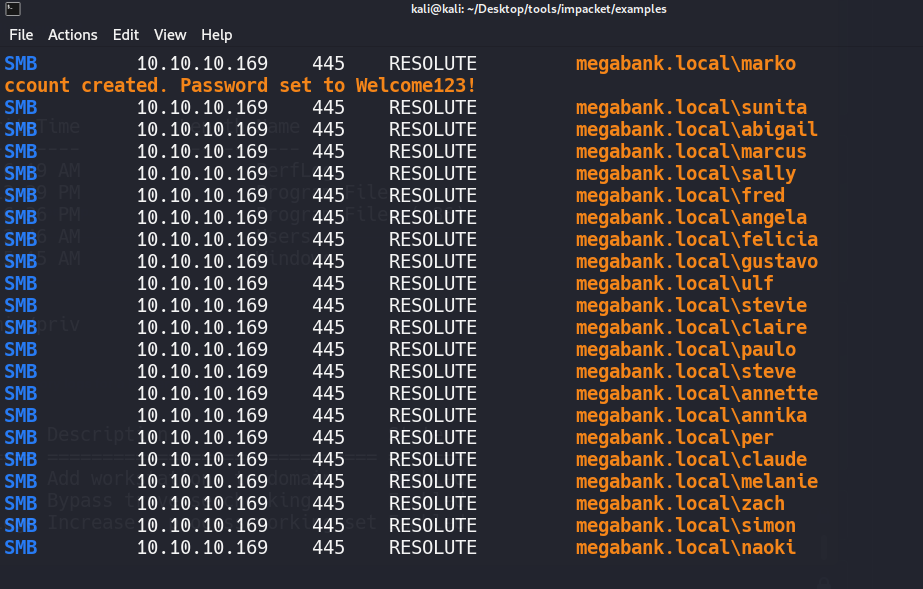 kali@kali: ~/Desktop/tools/impacket/examples
File Actions Edit View Help
SMB 10.10.10.169 445 RESOLUTE megabank.local\marko
ccount created. Password set to Welcome123!
SMB 10.10.10.169 445 RESOLUTE megabank.local\sunita
SMB 10.10.10.169 445 RESOLUTE megabank.local\abigail
SMB 10.10.10.169 445 RESOLUTE megabank.local\marcus
SMB 10.10.10.169 445 RESOLUTE megabank.local\sally
SMB 10.10.10.169 445 RESOLUTE megabank.local\fred
SMB 10.10.10.169 445 RESOLUTE megabank.local\angela
SMB 10.10.10.169 445 RESOLUTE megabank.local\felicia
SMB 10.10.10.169 445 RESOLUTE megabank.local\gustavo
SMB 10.10.10.169 445 RESOLUTE megabank.local\ulf
SMB 10.10.10.169 445 RESOLUTE megabank.local\stevie
SMB 10.10.10.169 445 RESOLUTE megabank.local\claire
SMB 10.10.10.169 445 RESOLUTE megabank.local\paulo
SMB 10.10.10.169 445 RESOLUTE megabank.local\steve
SMB 10.10.10.169 445 RESOLUTE megabank.local\annette
SMB 10.10.10.169 445 RESOLUTE megabank.local\annika
SMB 10.10.10.169 445 RESOLUTE megabank.local\per
SMB 10.10.10.169 445 RESOLUTE megabank.local\claude
SMB 10.10.10.169 445 RESOLUTE megabank.local\melanie
SMB 10.10.10.169 445 RESOLUTE megabank.local\zach
SMB 10.10.10.169 445 RESOLUTE megabank.local\simon
SMB 10.10.10.169 445 RESOLUTE megabank.local\naoki